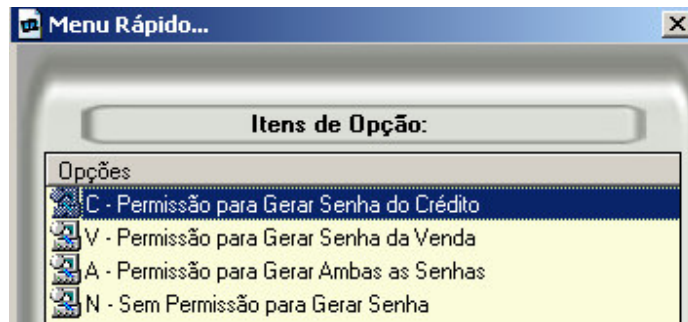 Menu Rápido...
Itens de Opção:
Opções
C - Permissão para Gerar Senha do Crédito
V - Permissão para Gerar Senha da Venda
A - Permissão para Gerar Ambas as Senhas
N - Sem Permissão para Gerar Senha